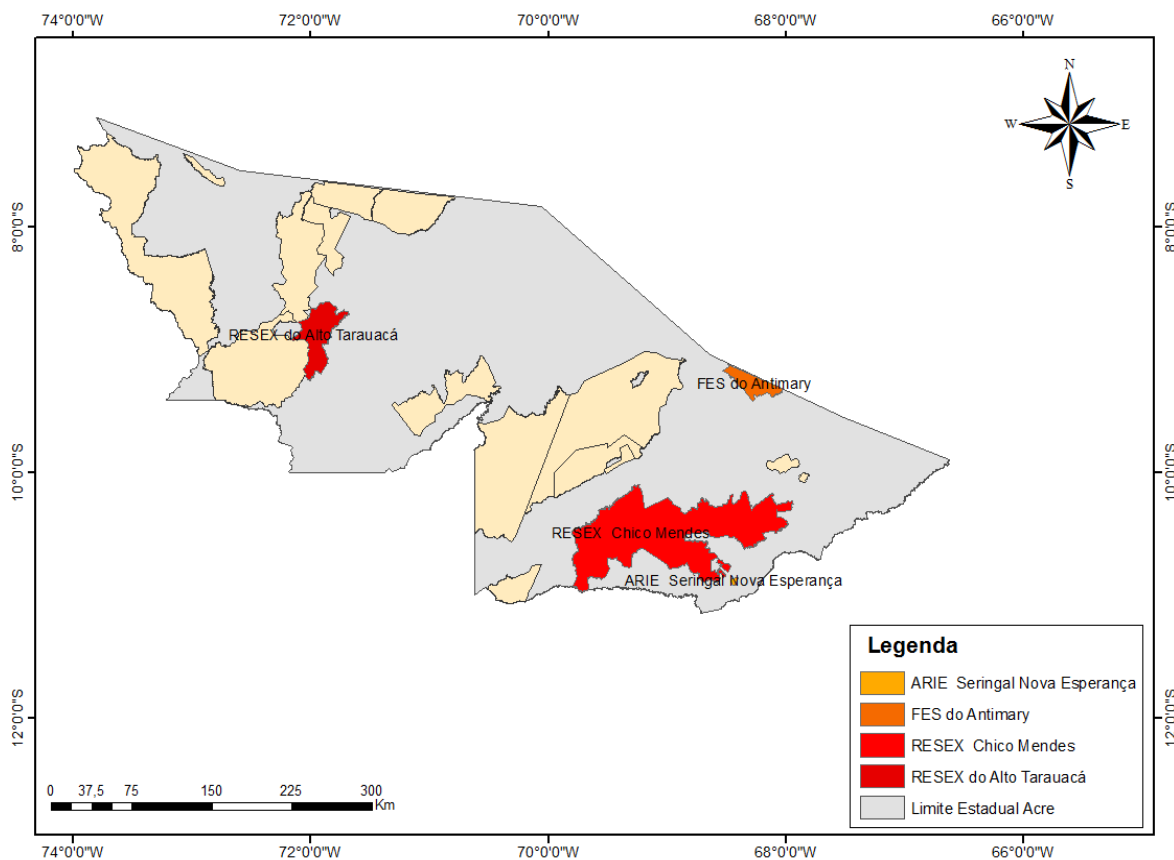 74°0'0"W 72°0'0"W 70°0'0"W 68°0'0"W 66°0'0"W
N
W E
S
8°0'0"S 8°0'0"S
RESEX do Alto Tarauacá
FES do Antimary
10°0'0"S 10°0'0"S
RESEX  Chico Mendes
ARIE  Seringal Nova Esperança
Legenda
ARIE  Seringal Nova Esperança
FES do Antimary
RESEX  Chico Mendes
RESEX do Alto Tarauacá
Limite Estadual Acre
12°0'0"S 12°0'0"S
0 37,5 75 150 225 300
Km
74°0'0"W 72°0'0"W 70°0'0"W 68°0'0"W 66°0'0"W